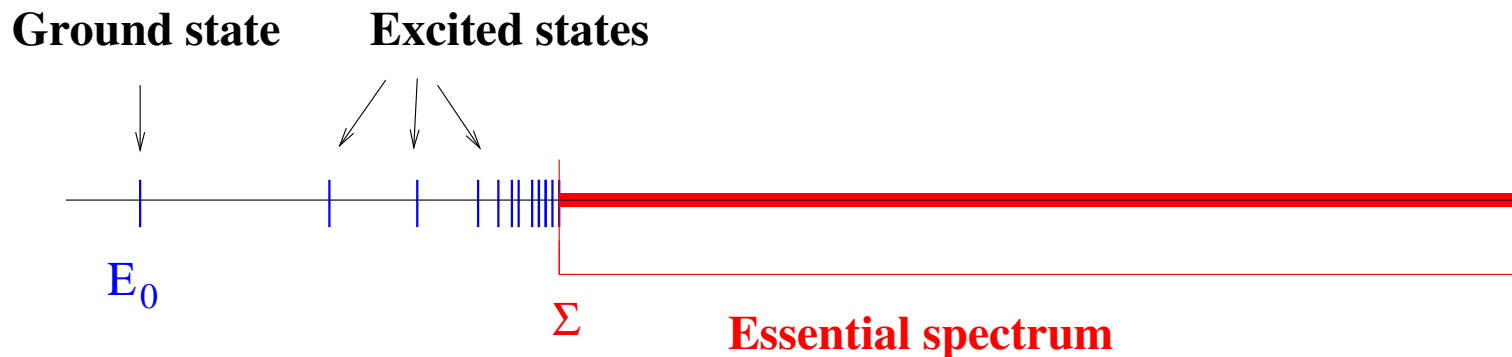 Ground state Excited states
E₀
Σ
Essential spectrum